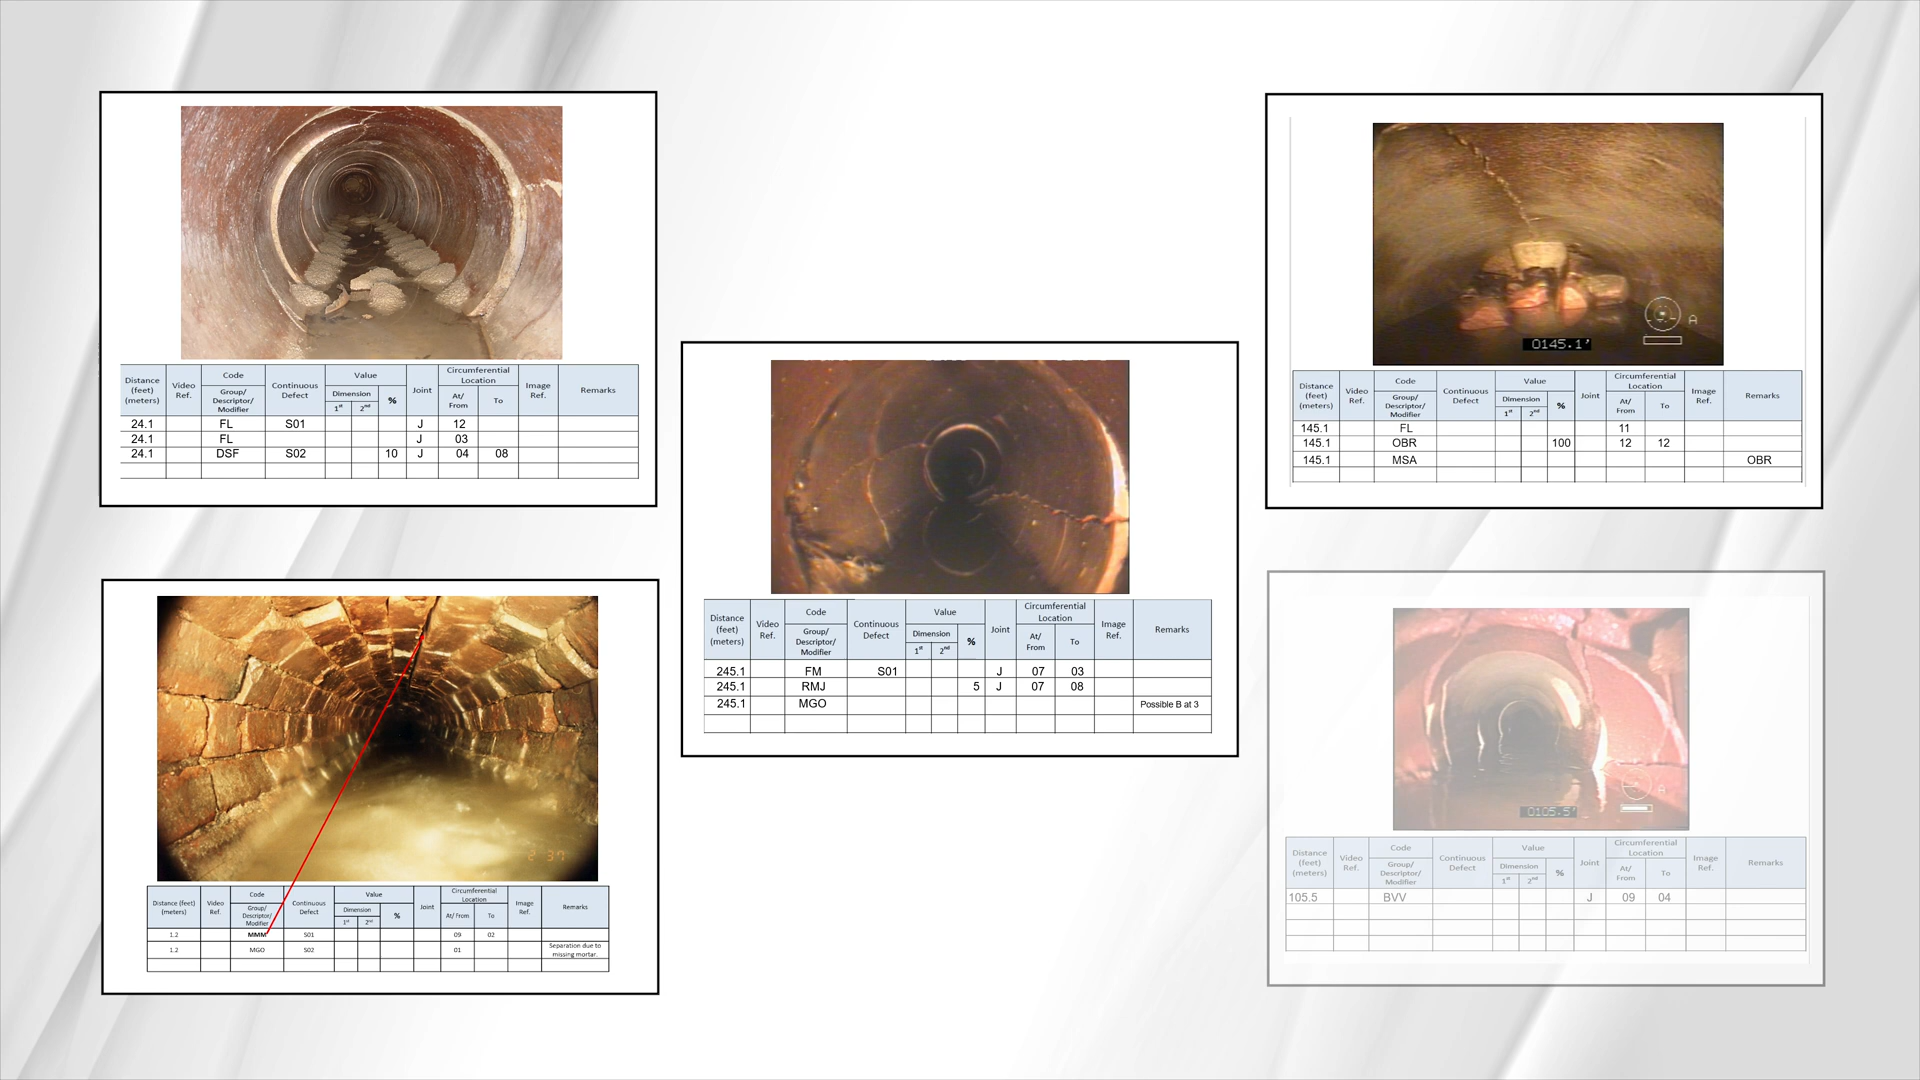 Distance (feet) (meters) Video Ref. Code Group/ Descriptor/ Modifier Continuous Defect Value Dimension 1st 2nd % Joint Circumferential Location At/ From To Image Ref. Remarks
24.1 FL S01 J 12
24.1 FL J 03
24.1 DSF S02 10 J 04 08
0145.1'
A
Distance (feet) (meters) Video Ref. Code Group/ Descriptor/ Modifier Continuous Defect Value Dimension 1st 2nd % Joint Circumferential Location At/ From To Image Ref. Remarks
145.1 FL 11
145.1 OBR 100 12 12
145.1 MSA OBR
Distance (feet) (meters) Video Ref. Code Group/ Descriptor/ Modifier Continuous Defect Value Dimension 1st 2nd % Joint Circumferential Location At/ From To Image Ref. Remarks
245.1 FM S01 J 07 03
245.1 RMJ 5 J 07 08
245.1 MGO Possible B at 3
2 37
Distance (feet) (meters) Video Ref. Code Group/ Descriptor/ Modifier Continuous Defect Value Dimension 1st 2nd % Joint Circumferential Location At/ From To Image Ref. Remarks
1.2 MMM S01 09 02
1.2 MGO S02 01 Separation due to missing mortar.
0105.5'
A
Distance (feet) (meters) Video Ref. Code Group/ Descriptor/ Modifier Continuous Defect Value Dimension 1st 2nd % Joint Circumferential Location At/ From To Image Ref. Remarks
105.5 BVV J 09 04